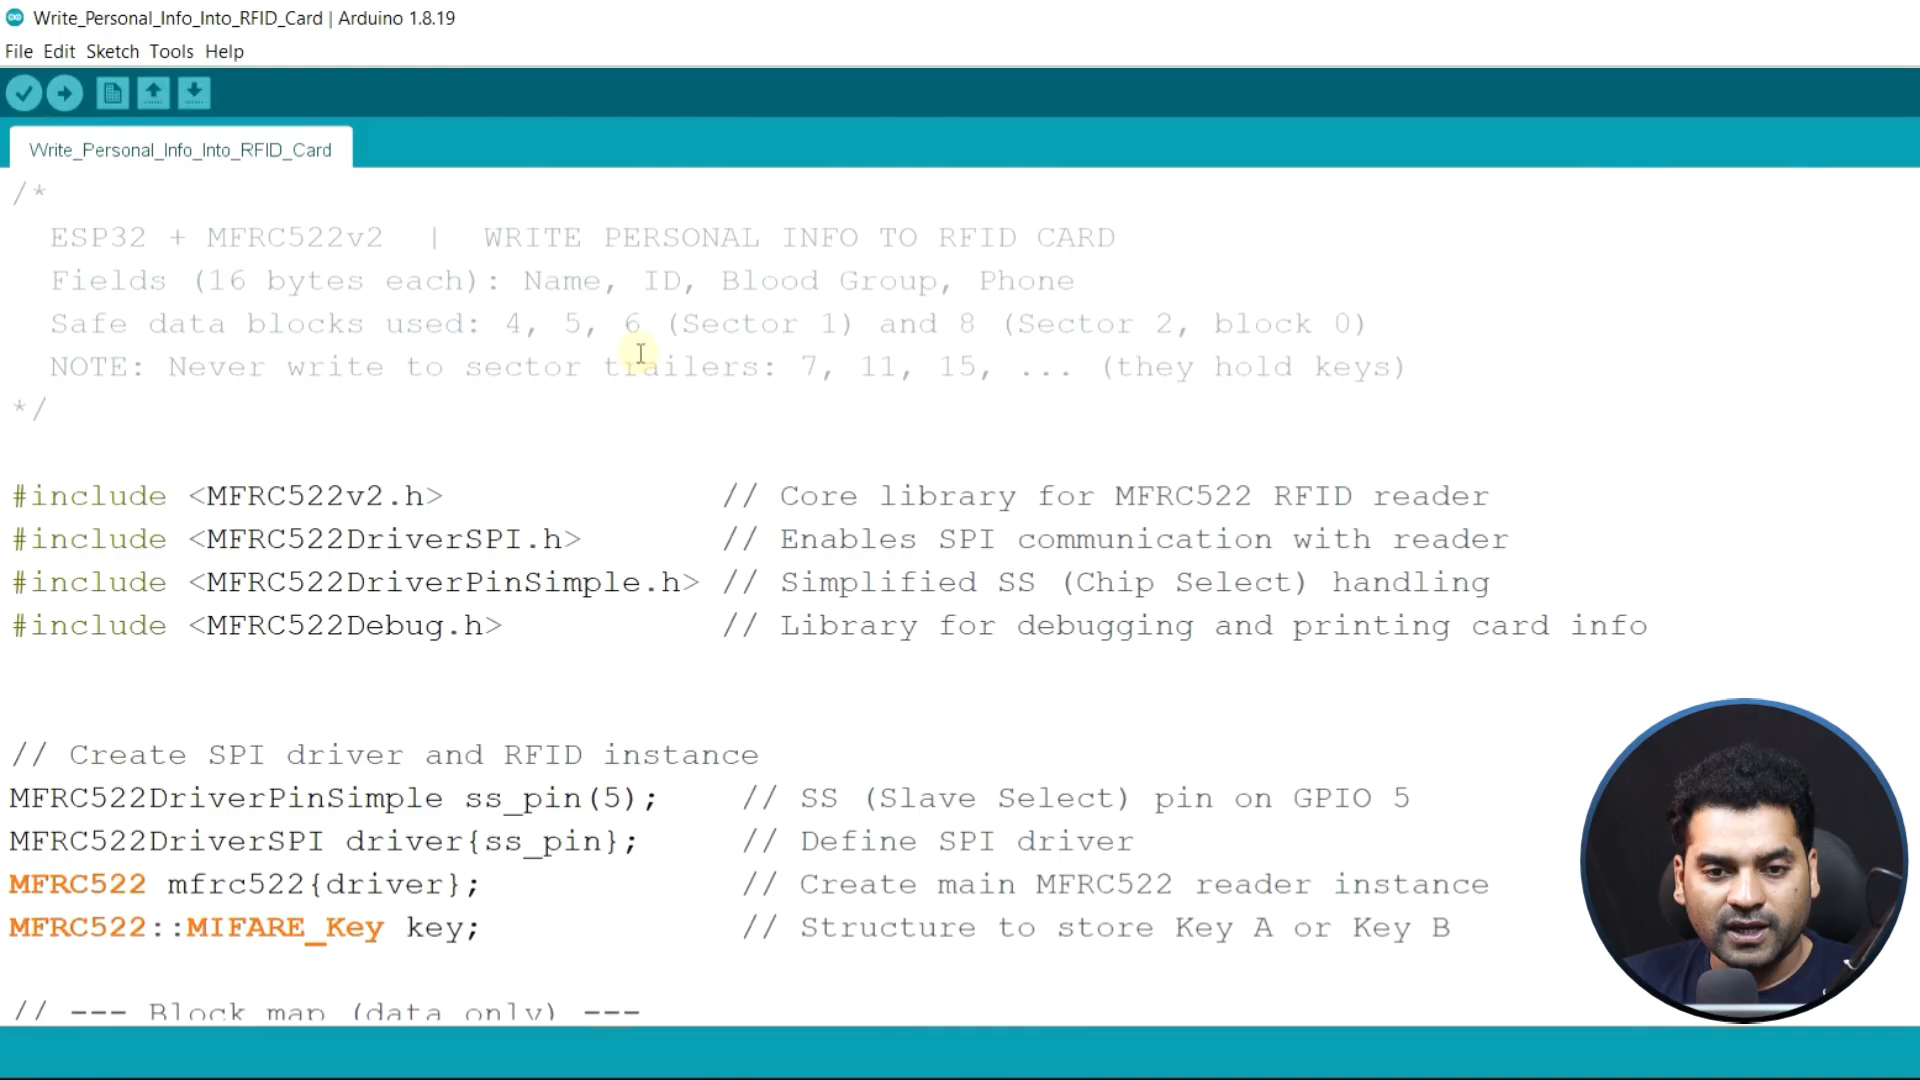 Write_Personal_Info_Into_RFID_Card | Arduino 1.8.19
File Edit Sketch Tools Help
Write_Personal_Info_Into_RFID_Card
/*
ESP32 + MFRC522v2 | WRITE PERSONAL INFO TO RFID CARD
Fields (16 bytes each): Name, ID, Blood Group, Phone
Safe data blocks used: 4, 5, 6 (Sector 1) and 8 (Sector 2, block 0)
NOTE: Never write to sector trailers: 7, 11, 15, ... (they hold keys)
*/
#include <MFRC522v2.h> // Core library for MFRC522 RFID reader
#include <MFRC522DriverSPI.h> // Enables SPI communication with reader
#include <MFRC522DriverPinSimple.h> // Simplified SS (Chip Select) handling
#include <MFRC522Debug.h> // Library for debugging and printing card info
// Create SPI driver and RFID instance
MFRC522DriverPinSimple ss_pin(5); // SS (Slave Select) pin on GPIO 5
MFRC522DriverSPI driver{ss_pin}; // Define SPI driver
MFRC522 mfrc522{driver}; // Create main MFRC522 reader instance
MFRC522::MIFARE_Key key; // Structure to store Key A or Key B
// --- Block map (data only) ---